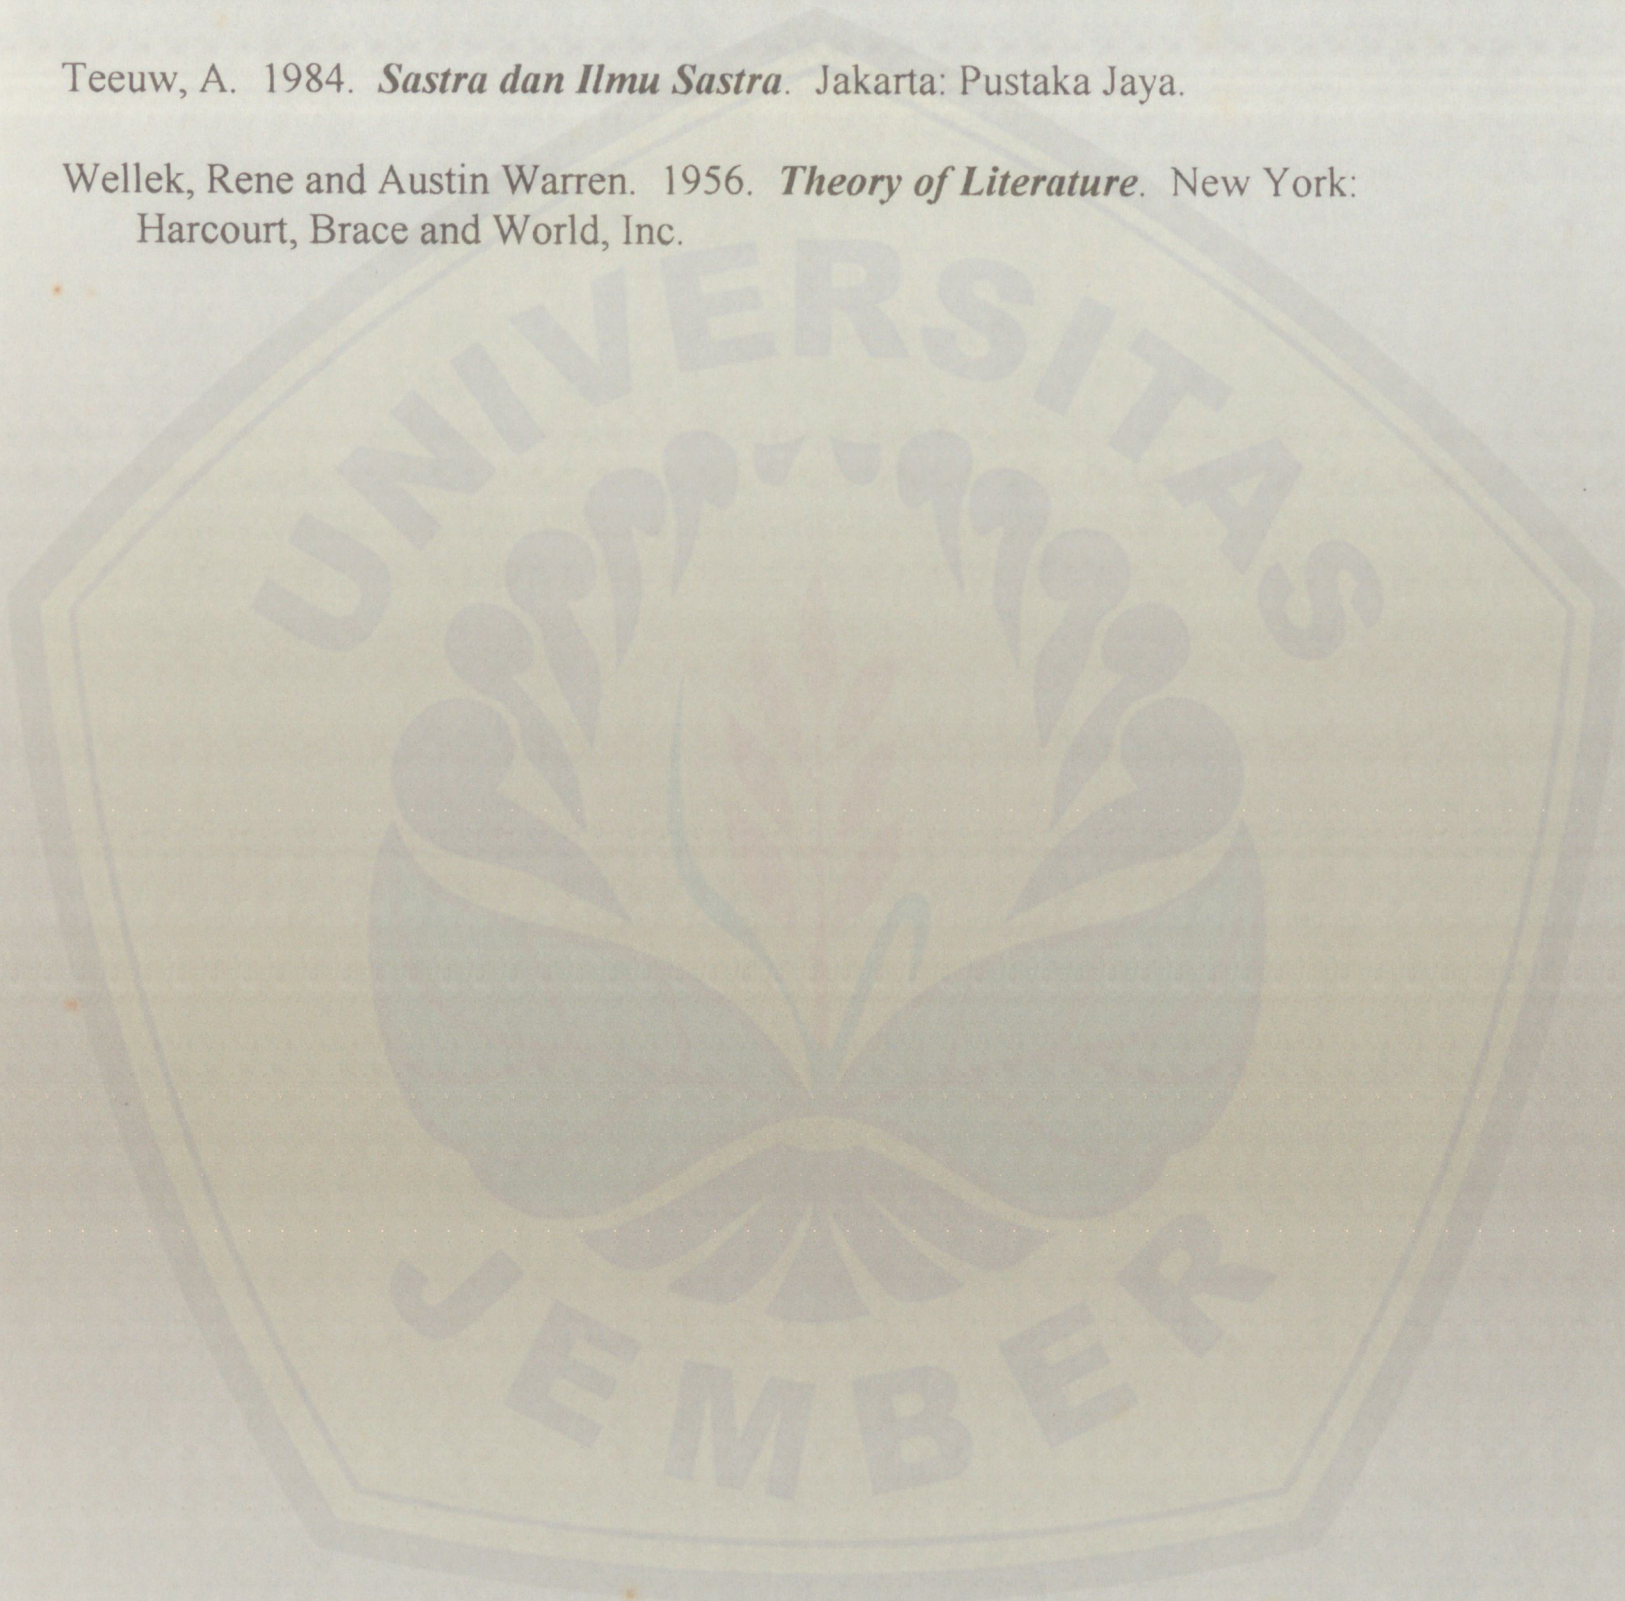 Teeuw, A.  1984.  Sastra dan Ilmu Sastra.  Jakarta: Pustaka Jaya.
Wellek, Rene and Austin Warren.  1956.  Theory of Literature.  New York:
Harcourt, Brace and World, Inc.
UNIVERSITAS
JEMBER